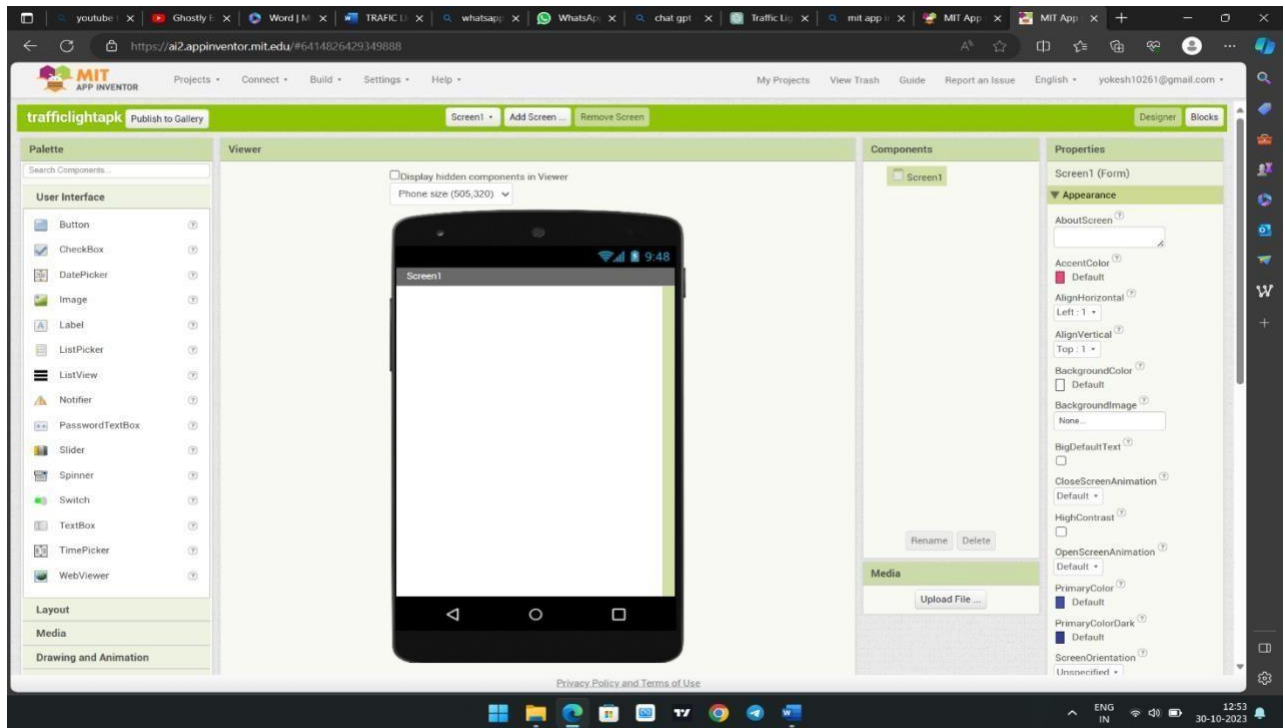 youtube
Ghostly E
Word | M
TRAFIC LI
whatsapp
WhatsAp
chat gpt
Traffic Lig
mit app i
MIT App
MIT App
https://ai2.appinventor.mit.edu/#6414826429349888
MIT
APP INVENTOR
Projects
Connect
Build
Settings
Help
My Projects
View Trash
Guide
Report an Issue
English
yokesh10261@gmail.com
trafficlightapk
Publish to Gallery
Screen1
Add Screen ...
Remove Screen
Designer
Blocks
Palette
Viewer
Components
Properties
Search Components...
User Interface
Button
CheckBox
DatePicker
Image
Label
ListPicker
ListView
Notifier
PasswordTextBox
Slider
Spinner
Switch
TextBox
TimePicker
WebViewer
Layout
Media
Drawing and Animation
Display hidden components in Viewer
Phone size (505,320)
9:48
Screen1
Screen1
Rename
Delete
Media
Upload File ...
Screen1 (Form)
Appearance
AboutScreen
AccentColor
Default
AlignHorizontal
Left : 1
AlignVertical
Top : 1
BackgroundColor
Default
BackgroundImage
None...
BigDefaultText
CloseScreenAnimation
Default
HighContrast
OpenScreenAnimation
Default
PrimaryColor
Default
PrimaryColorDark
Default
ScreenOrientation
Unspecified
Privacy Policy and Terms of Use
ENG
IN
12:53
30-10-2023